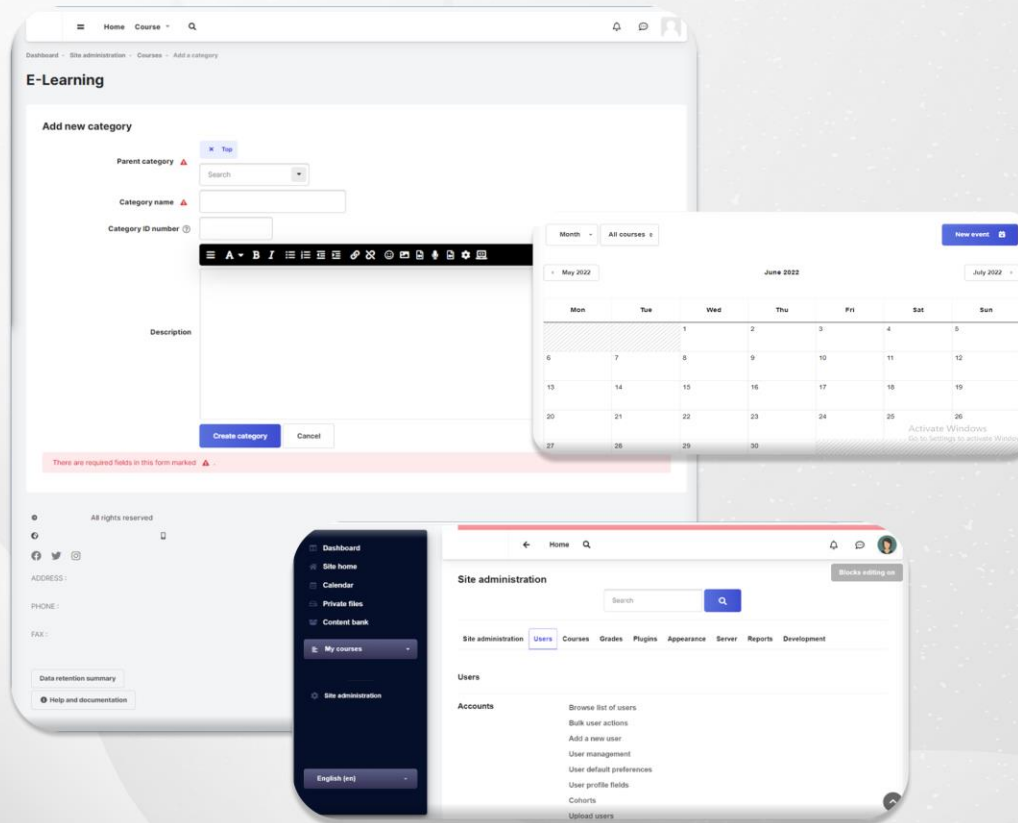 Home Course
Dashboard - Site administration - Courses - Add a category
E-Learning
Add new category
× Top
Parent category
Search
Category name
Category ID number
A B I
Description
Create category Cancel
There are required fields in this form marked .
All rights reserved
ADDRESS :
PHONE :
FAX :
Data retention summary
Help and documentation
Month All courses
New event
May 2022 June 2022 July 2022
Mon Tue Wed Thu Fri Sat Sun
1 2 3 4 5
6 7 8 9 10 11 12
13 14 15 16 17 18 19
20 21 22 23 24 25 26
Activate Windows
Go to Settings to activate Windo
27 28 29 30
Dashboard
Site home
Calendar
Private files
Content bank
My courses
Site administration
English (en)
Home
Blocks editing on
Site administration
Search
Site administration Users Courses Grades Plugins Appearance Server Reports Development
Users
Accounts
Browse list of users
Bulk user actions
Add a new user
User management
User default preferences
User profile fields
Cohorts
Upload users